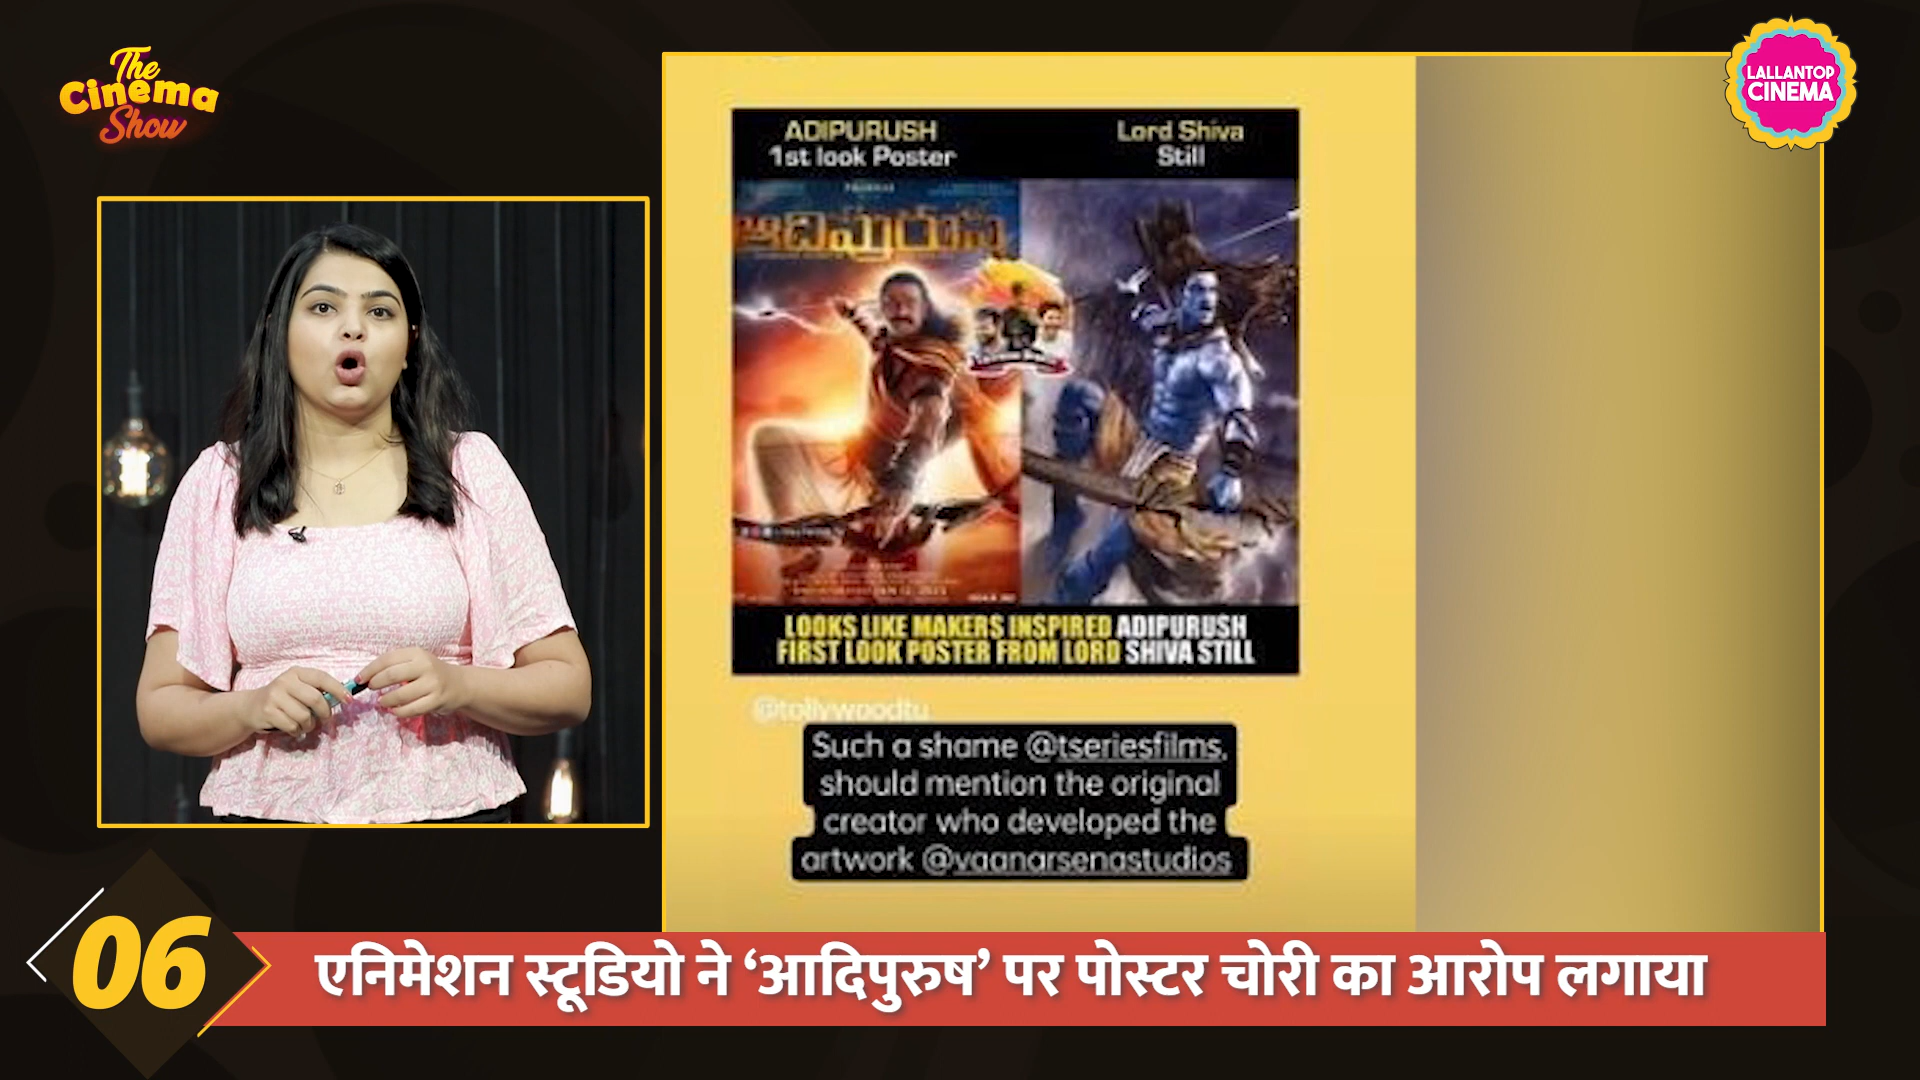 The
Cinema
Show
LALLANTOP
CINEMA
ADIPURUSH
1st look Poster
Lord Shiva
Still
ఆదిపురుష్
LOOKS LIKE MAKERS INSPIRED ADIPURUSH
FIRST LOOK POSTER FROM LORD SHIVA STILL
@tollywoodtu
Such a shame @tseriesfilms,
should mention the original
creator who developed the
artwork @vaanarsenastudios
06
एनिमेशन स्टूडियो ने ‘आदिपुरुष’ पर पोस्टर चोरी का आरोप लगाया